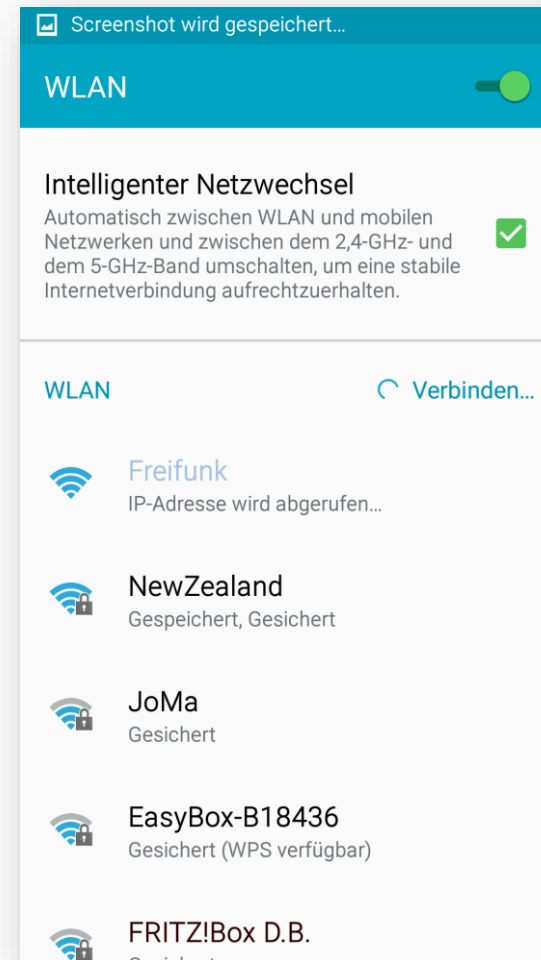 Screenshot wird gespeichert...
WLAN
Intelligenter Netzwechsel
Automatisch zwischen WLAN und mobilen
Netzwerken und zwischen dem 2,4-GHz- und
dem 5-GHz-Band umschalten, um eine stabile
Internetverbindung aufrechtzuerhalten.
WLAN Verbinden...
Freifunk
IP-Adresse wird abgerufen...
NewZealand
Gespeichert, Gesichert
JoMa
Gesichert
EasyBox-B18436
Gesichert (WPS verfügbar)
FRITZ!Box D.B.